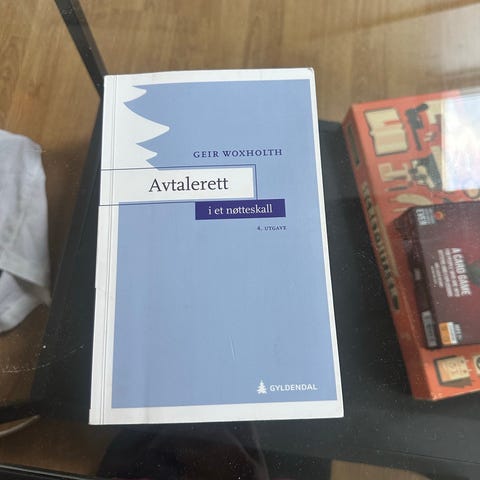 GEIR WOXHOLTH
Avtalerett
i et nøtteskall
4. UTGAVE
GYLDENDAL
A CARD GAME